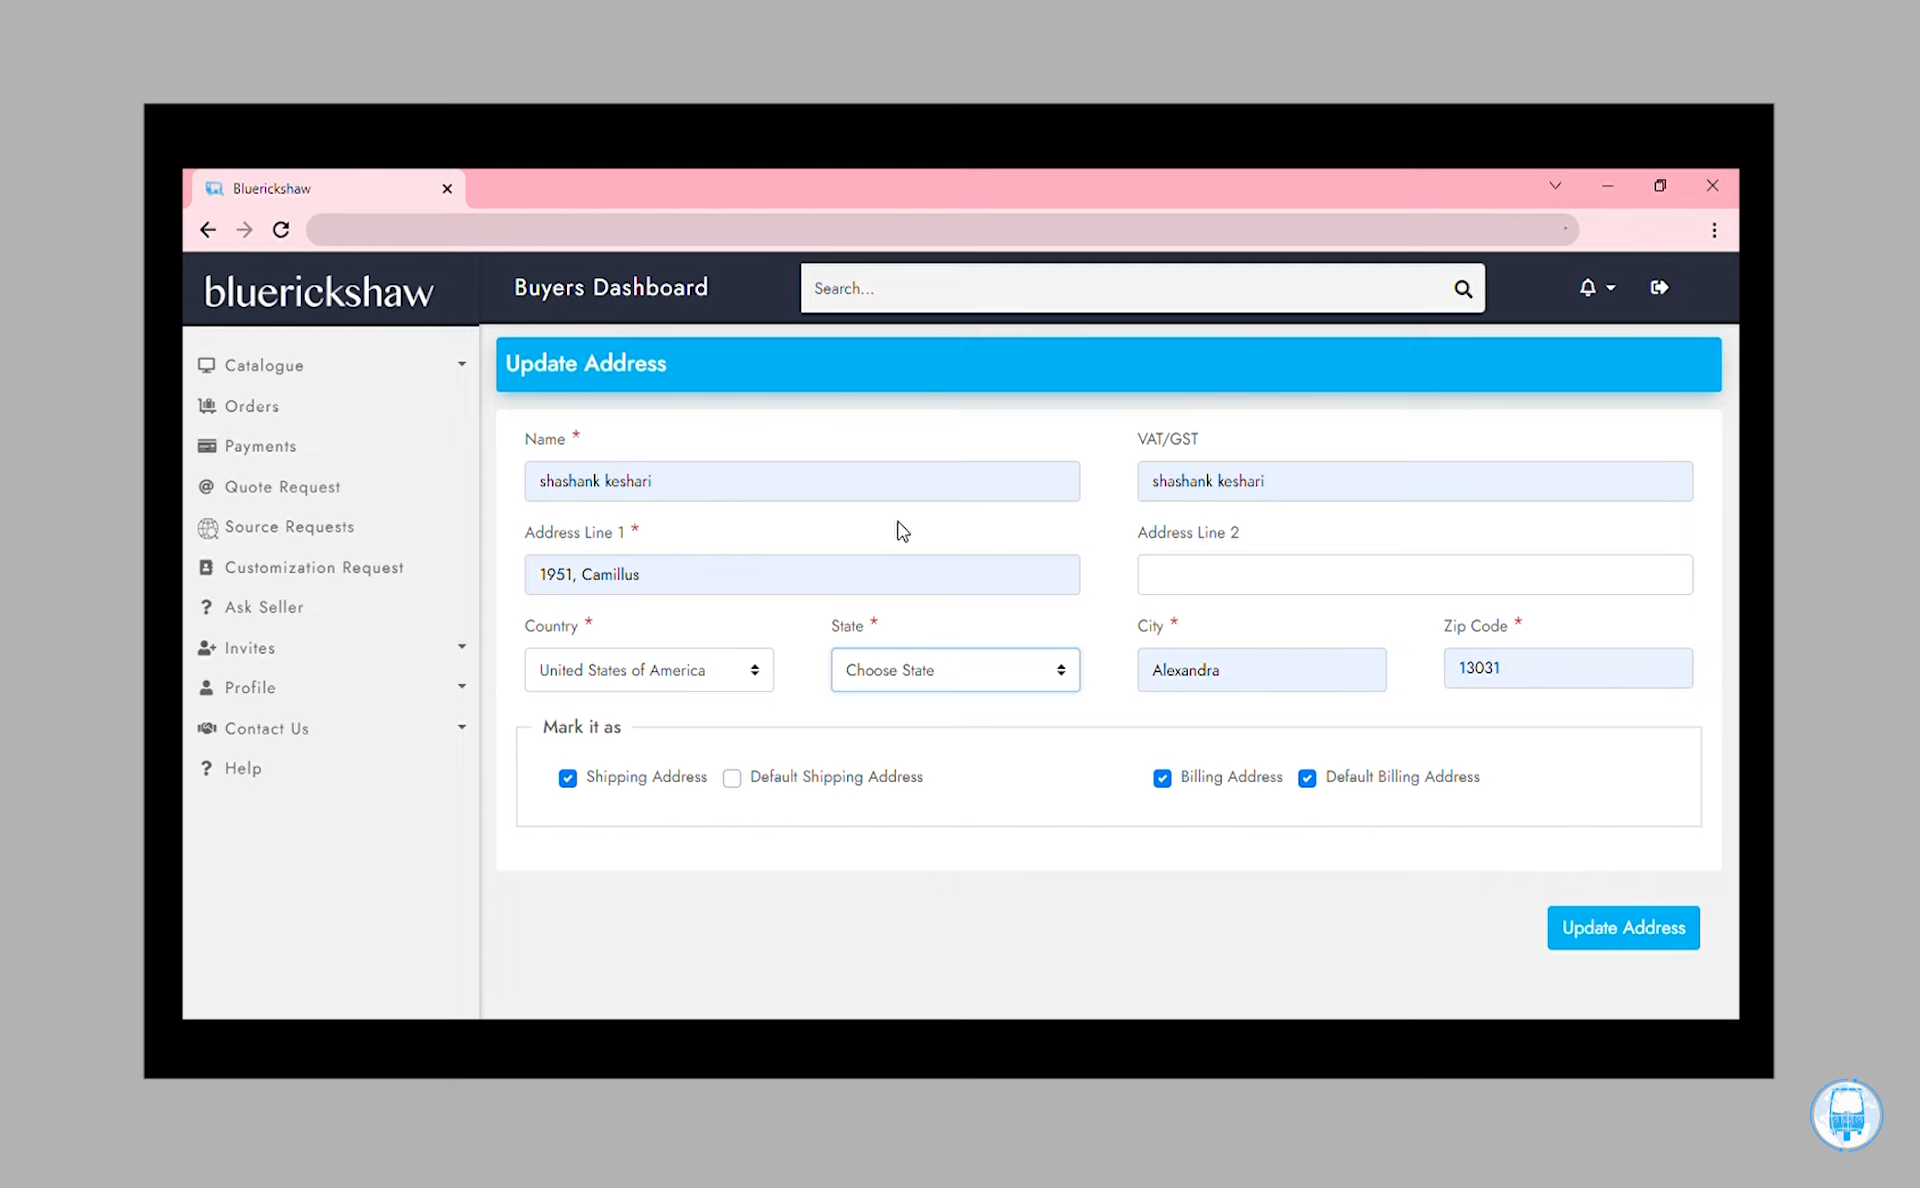 Bluerickshaw
bluerickshaw
Buyers Dashboard
Search...
Catalogue
Orders
Payments
Quote Request
Source Requests
Customization Request
Ask Seller
Invites
Profile
Contact Us
Help
Update Address
Name *
VAT/GST
shashank keshari
shashank keshari
Address Line 1 *
Address Line 2
1951, Camillus
Country *
State *
City *
Zip Code *
United States of America
Choose State
Alexandra
13031
Mark it as
Shipping Address
Default Shipping Address
Billing Address
Default Billing Address
Update Address